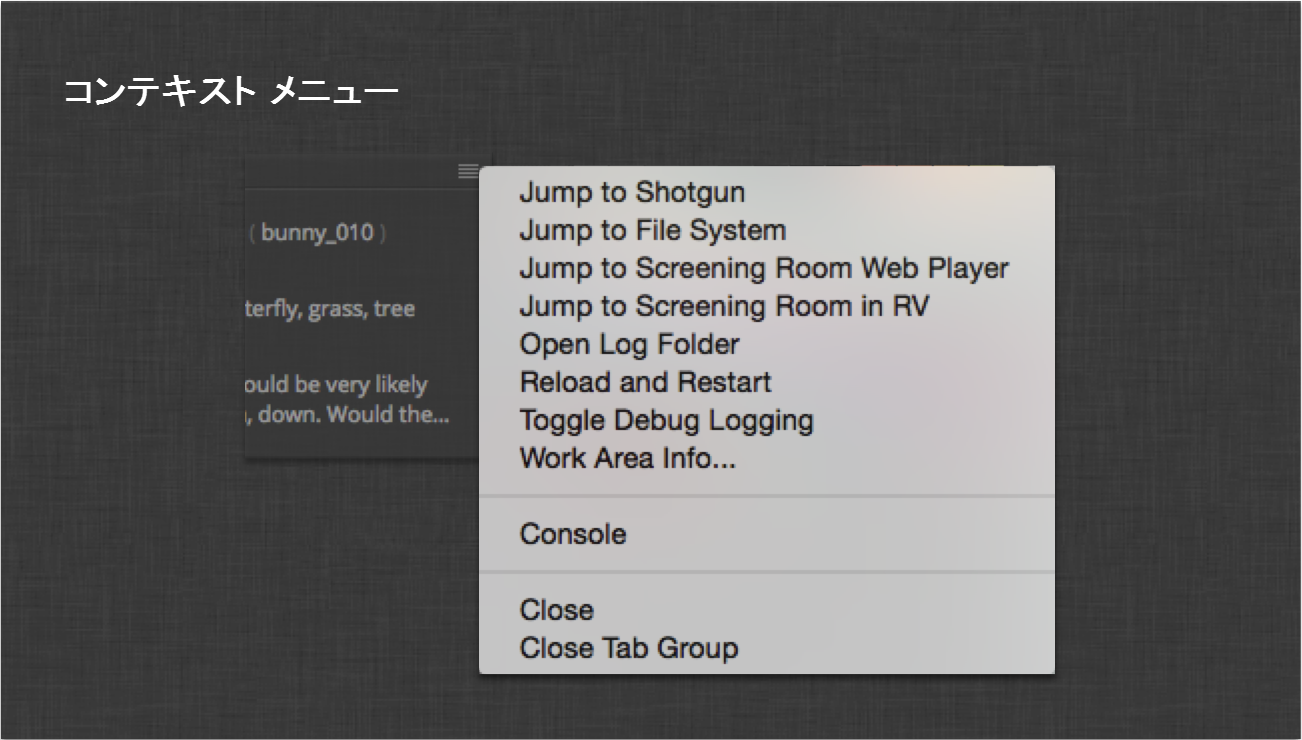 コンテキスト メニュー
( bunny_010 )
terfly, grass, tree
ould be very likely
, down. Would the...
Jump to Shotgun
Jump to File System
Jump to Screening Room Web Player
Jump to Screening Room in RV
Open Log Folder
Reload and Restart
Toggle Debug Logging
Work Area Info...
Console
Close
Close Tab Group